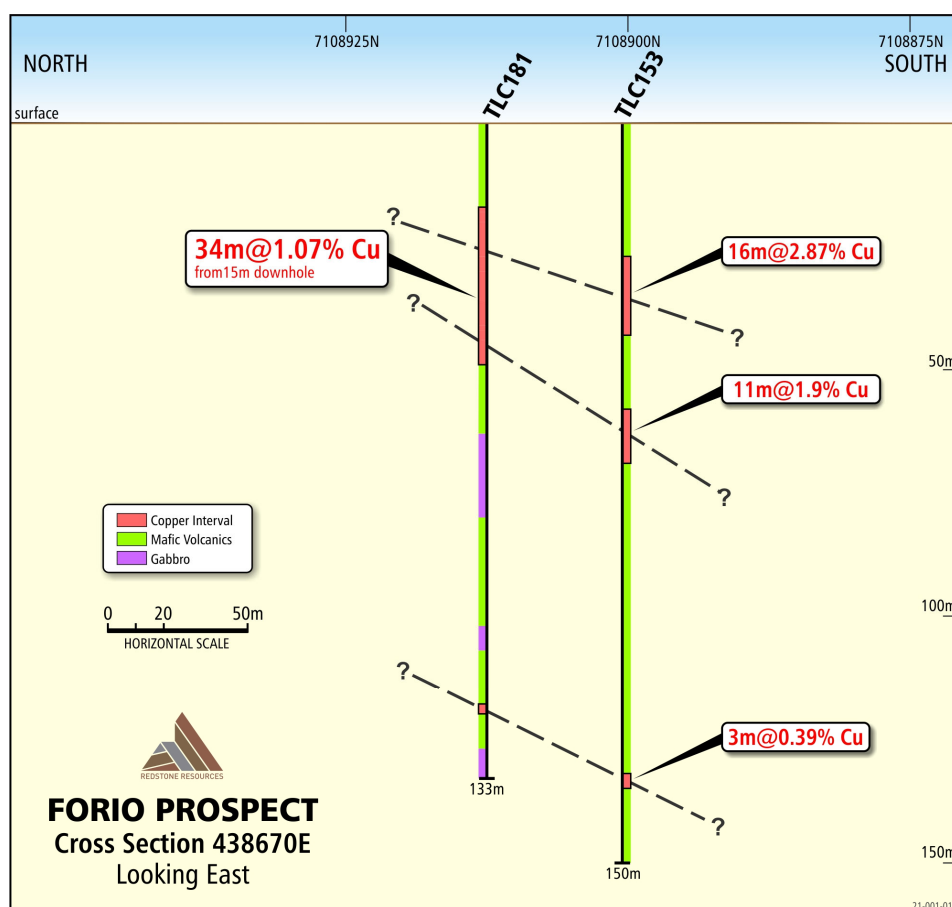 7108925N
7108900N
7108875N
NORTH
SOUTH
surface
TLC181
TLC153
?
34m@1.07% Cu
from15m downhole
16m@2.87% Cu
?
?
50m
11m@1.9% Cu
?
Copper Interval
Mafic Volcanics
Gabbro
0 20 50m
HORIZONTAL SCALE
100m
?
3m@0.39% Cu
REDSTONE RESOURCES
133m
?
FORIO PROSPECT
Cross Section 438670E
Looking East
150m
150m